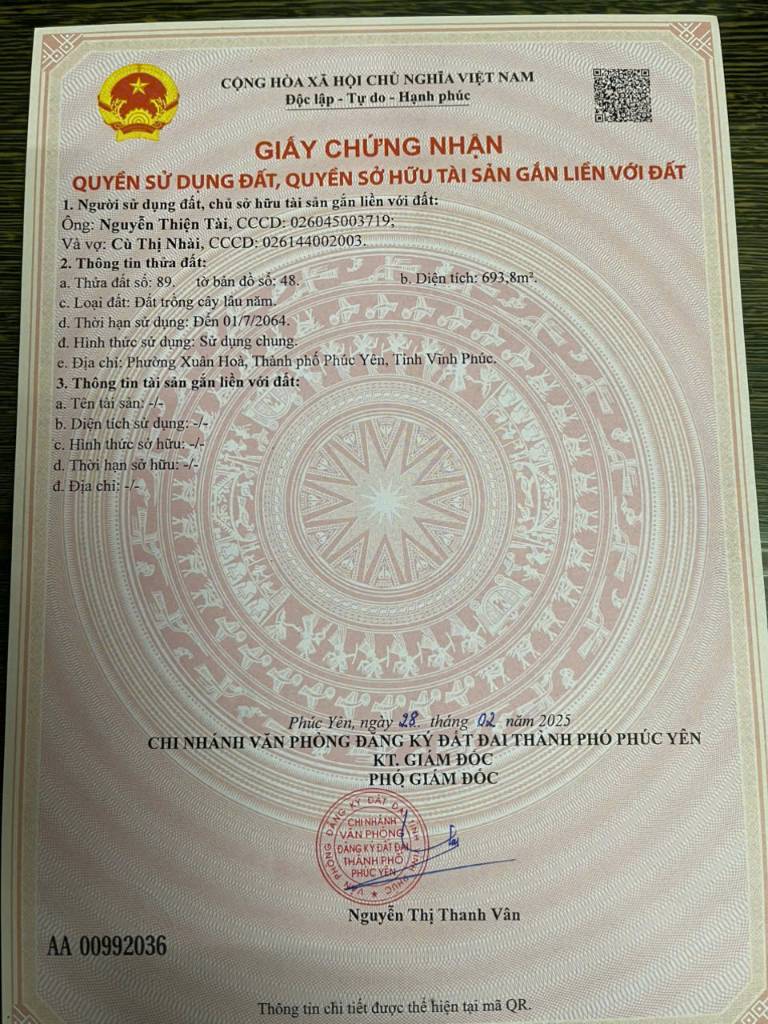 CỘNG HÒA XÃ HỘI CHỦ NGHĨA VIỆT NAM
Độc lập - Tự do - Hạnh phúc
GIẤY CHỨNG NHẬN
QUYỀN SỬ DỤNG ĐẤT, QUYỀN SỞ HỮU TÀI SẢN GẮN LIỀN VỚI ĐẤT
1. Người sử dụng đất, chủ sở hữu tài sản gắn liền với đất:
Ông: Nguyễn Thiện Tài, CCCD: 026045003719;
Và vợ: Cù Thị Nhài, CCCD: 026144002003.
2. Thông tin thửa đất:
a. Thửa đất số: 89. tờ bản đồ số: 48. b. Diện tích: 693,8m².
c. Loại đất: Đất trồng cây lâu năm.
d. Thời hạn sử dụng: Đến 01/7/2064.
đ. Hình thức sử dụng: Sử dụng chung.
e. Địa chỉ: Phường Xuân Hoà, Thành phố Phúc Yên, Tỉnh Vĩnh Phúc.
3. Thông tin tài sản gắn liền với đất:
a. Tên tài sản: -/-
b. Diện tích sử dụng: -/-
c. Hình thức sở hữu: -/-
d. Thời hạn sở hữu: -/-
đ. Địa chỉ: -/-
Phúc Yên, ngày 28 tháng 02 năm 2025
CHI NHÁNH VĂN PHÒNG ĐĂNG KÝ ĐẤT ĐAI THÀNH PHỐ PHÚC YÊN
KT. GIÁM ĐỐC
PHÓ GIÁM ĐỐC
VĂN PHÒNG ĐĂNG KÝ ĐẤT ĐAI TỈNH VĨNH PHÚC
CHI NHÁNH
VĂN PHÒNG
ĐĂNG KÝ ĐẤT ĐAI
THÀNH PHỐ
PHÚC YÊN
Nguyễn Thị Thanh Vân
AA 00992036
Thông tin chi tiết được thể hiện tại mã QR.